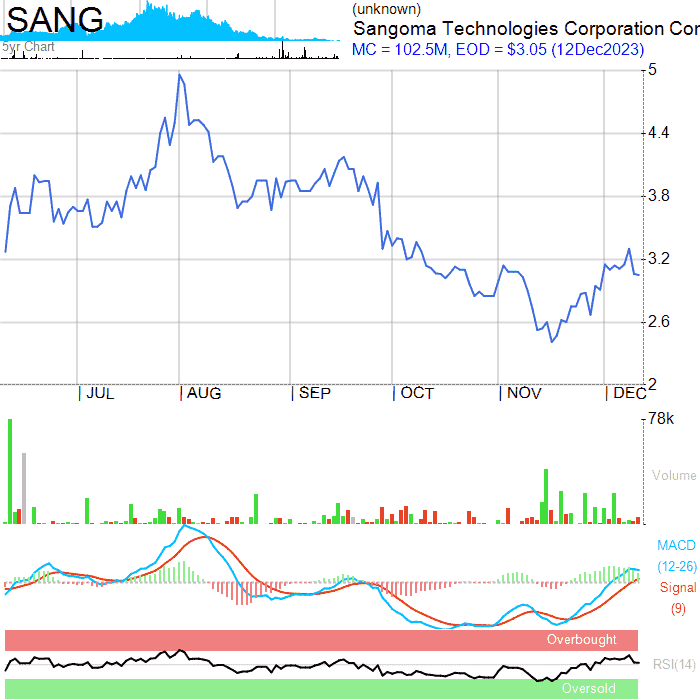 SANG
(unknown)
Sangoma Technologies Corporation Cor
5yr Chart
MC = 102.5M, EOD = $3.05 (12Dec2023)
5
4.4
3.8
3.2
2.6
2
JUL AUG SEP OCT NOV DEC
78k
Volume
MACD
(12-26)
Signal
(9)
Overbought
RSI(14)
Oversold